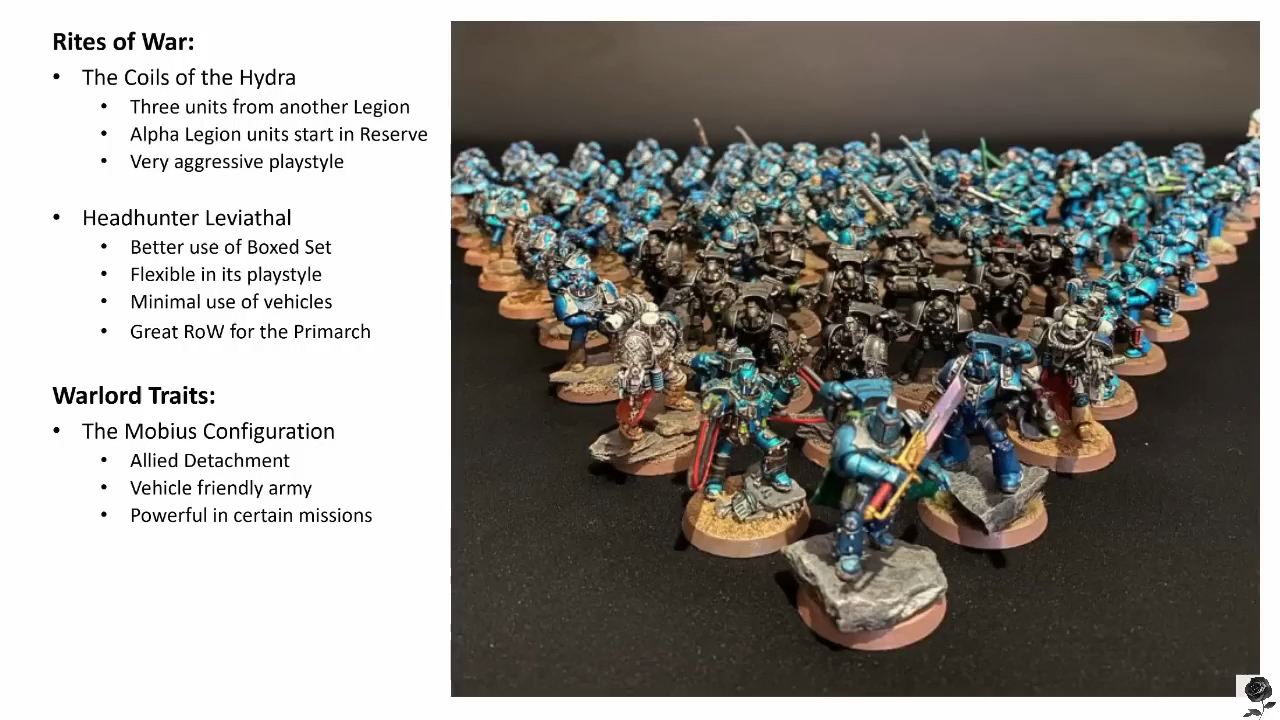 Rites of War:
• The Coils of the Hydra
• Three units from another Legion
• Alpha Legion units start in Reserve
• Very aggressive playstyle
• Headhunter Leviathal
• Better use of Boxed Set
• Flexible in its playstyle
• Minimal use of vehicles
• Great RoW for the Primarch
Warlord Traits:
• The Mobius Configuration
• Allied Detachment
• Vehicle friendly army
• Powerful in certain missions